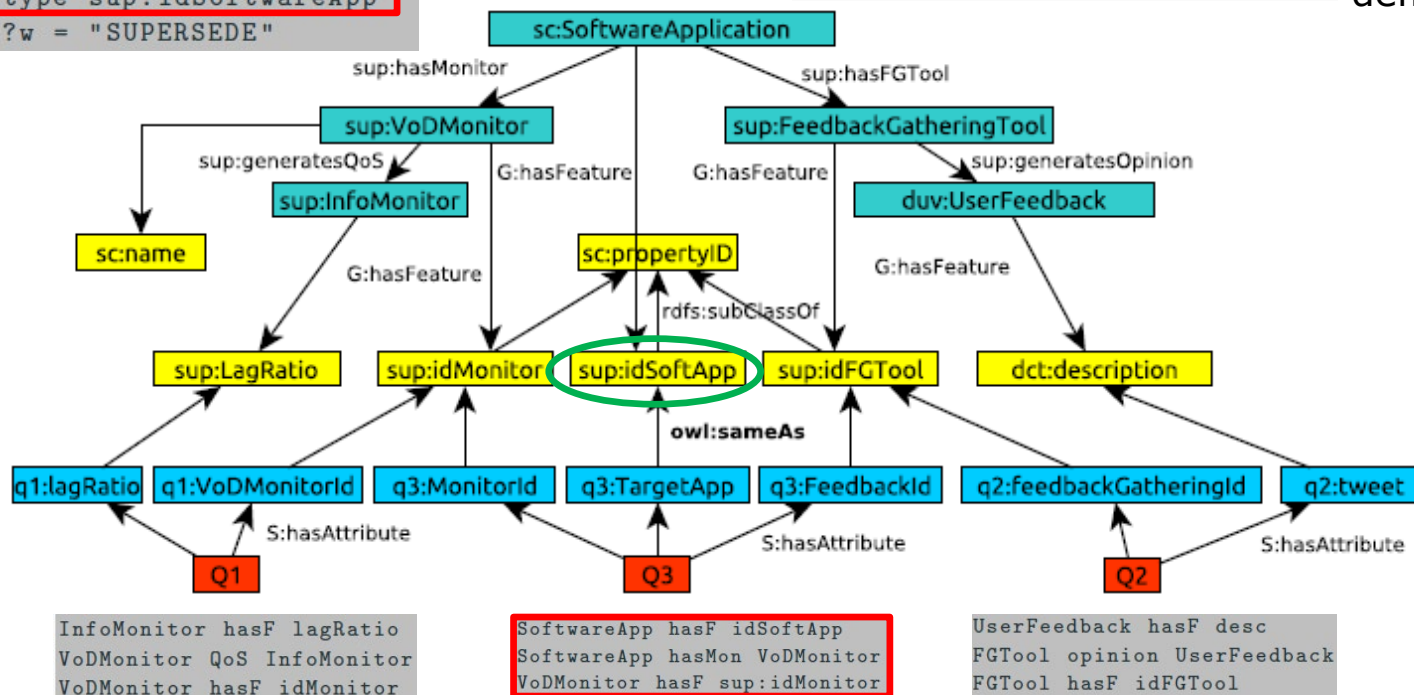 type sup:idSoftwareApp
?w = "SUPERSEDE"
sc:SoftwareApplication
sup:hasMonitor
sup:hasFGTool
sup:VoDMonitor
sup:FeedbackGatheringTool
sup:generatesQoS
G:hasFeature
G:hasFeature
sup:generatesOpinion
sup:InfoMonitor
duv:UserFeedback
sc:name
sc:propertyID
G:hasFeature
G:hasFeature
rdfs:subClassOf
sup:LagRatio
sup:idMonitor
sup:idSoftApp
sup:idFGTool
dct:description
owl:sameAs
q1:lagRatio
q1:VoDMonitorId
q3:MonitorId
q3:TargetApp
q3:FeedbackId
q2:feedbackGatheringId
q2:tweet
S:hasAttribute
S:hasAttribute
S:hasAttribute
Q1
Q3
Q2
InfoMonitor hasF lagRatio
VoDMonitor QoS InfoMonitor
VoDMonitor hasF idMonitor
SoftwareApp hasF idSoftApp
SoftwareApp hasMon VoDMonitor
VoDMonitor hasF sup:idMonitor
UserFeedback hasF desc
FGTool opinion UserFeedback
FGTool hasF idFGTool